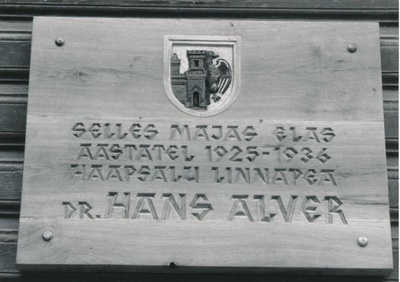 SELLES MAJAS ELAS
AASTATEL 1925-1936
HAAPSALU LINNAPEA
DR. HANS ALVER